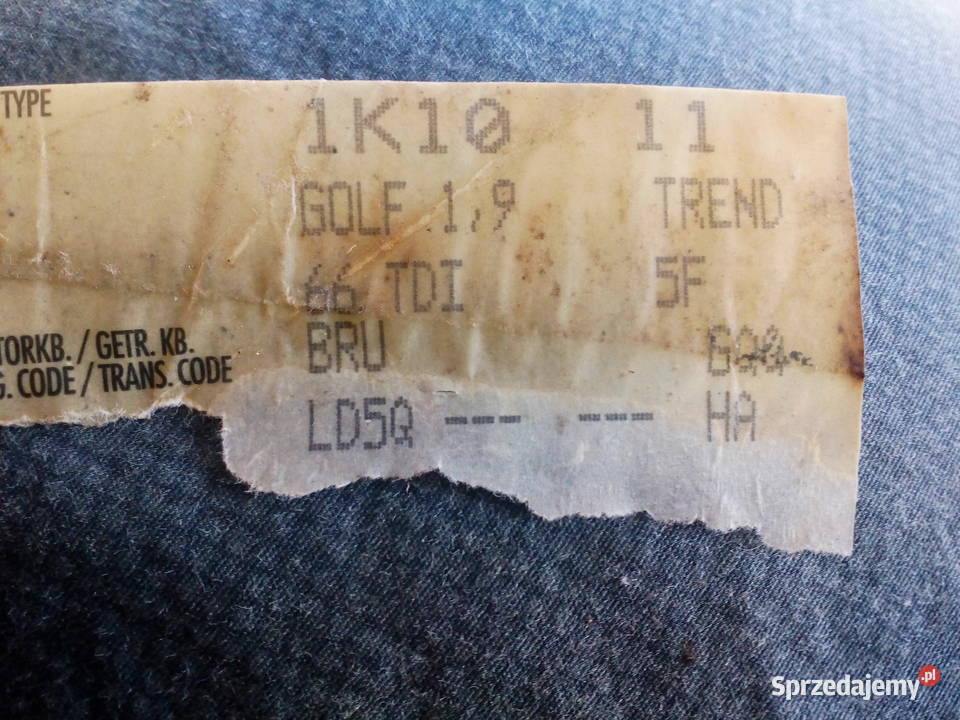 TYPE 1K10 11
GOLF 1,9 TREND
66 TDI 5F
TORKB. / GETR. KB. BRU GQQ
G. CODE / TRANS. CODE
LD5Q --- --- HA
Sprzedajemy.pl